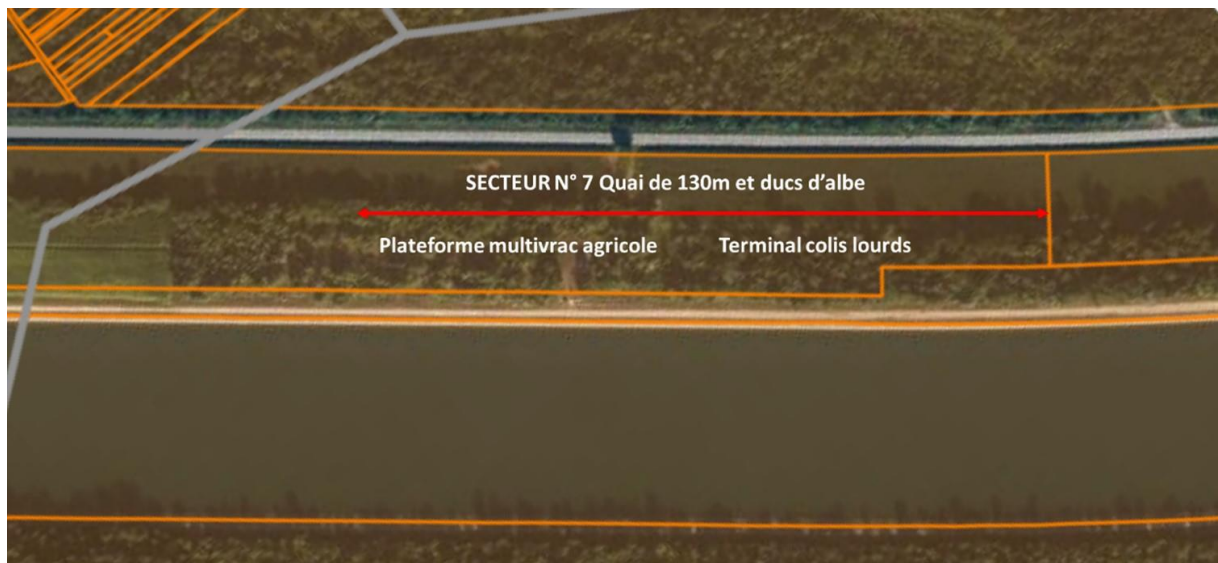 SECTEUR N° 7 Quai de 130m et ducs d’albe
Plateforme multivrac agricole Terminal colis lourds